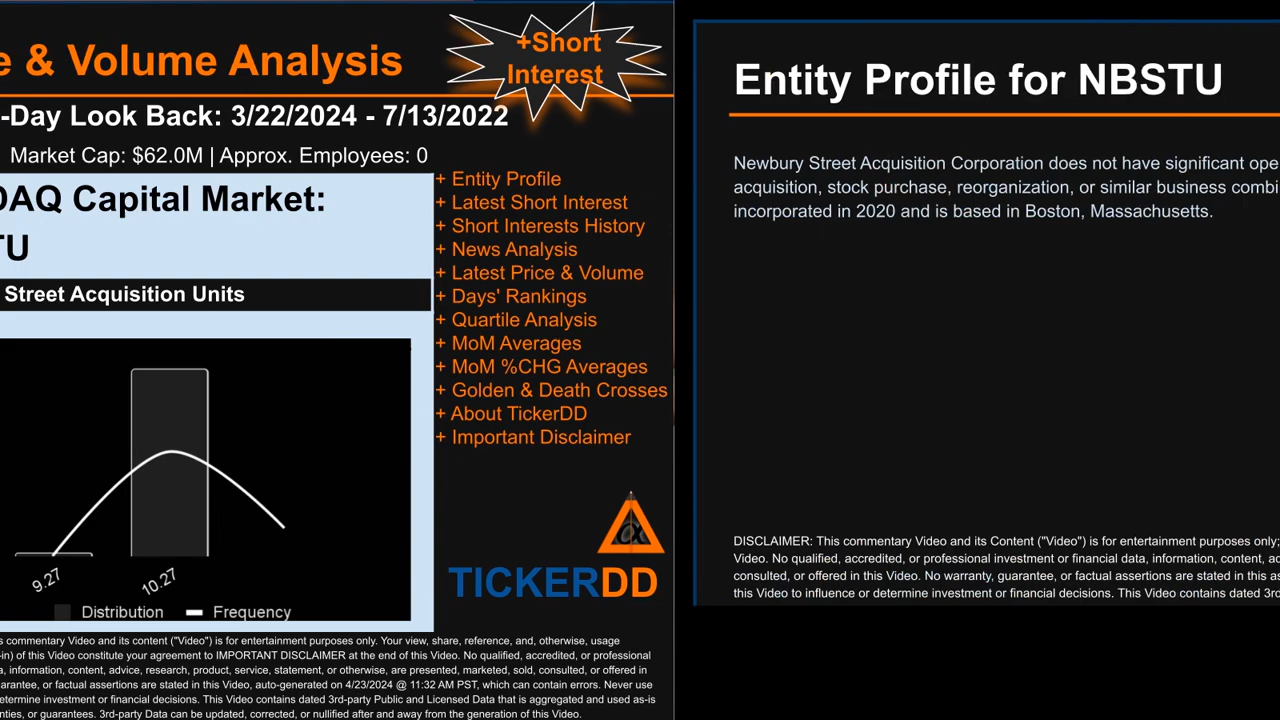 e & Volume Analysis
+Short
Interest
-Day Look Back: 3/22/2024 - 7/13/2022
Market Cap: $62.0M | Approx. Employees: 0
DAQ Capital Market:
TU
Street Acquisition Units
9.27
10.27
Distribution
Frequency
+ Entity Profile
+ Latest Short Interest
+ Short Interests History
+ News Analysis
+ Latest Price & Volume
+ Days' Rankings
+ Quartile Analysis
+ MoM Averages
+ MoM %CHG Averages
+ Golden & Death Crosses
+ About TickerDD
+ Important Disclaimer
TICKERDD
s commentary Video and its content ("Video") is for entertainment purposes only. Your view, share, reference, and, otherwise, usage
-in) of this Video constitute your agreement to IMPORTANT DISCLAIMER at the end of this Video. No qualified, accredited, or professional
a, information, content, advice, research, product, service, statement, or otherwise, are presented, marketed, sold, consulted, or offered in
arantee, or factual assertions are stated in this Video, auto-generated on 4/23/2024 @ 11:32 AM PST, which can contain errors. Never use
etermine investment or financial decisions. This Video contains dated 3rd-party Public and Licensed Data that is aggregated and used as-is
nties, or guarantees. 3rd-party Data can be updated, corrected, or nullified after and away from the generation of this Video.
Entity Profile for NBSTU
Newbury Street Acquisition Corporation does not have significant ope
acquisition, stock purchase, reorganization, or similar business combi
incorporated in 2020 and is based in Boston, Massachusetts.
DISCLAIMER: This commentary Video and its Content ("Video") is for entertainment purposes only;
Video. No qualified, accredited, or professional investment or financial data, information, content, ad
consulted, or offered in this Video. No warranty, guarantee, or factual assertions are stated in this as
this Video to influence or determine investment or financial decisions. This Video contains dated 3rd